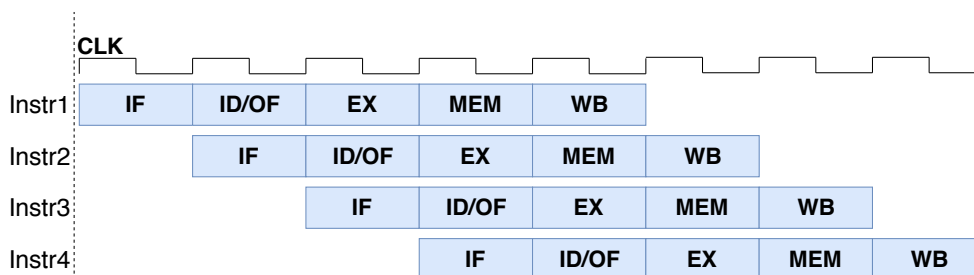 CLK
Instr1 IF ID/OF EX MEM WB
Instr2 IF ID/OF EX MEM WB
Instr3 IF ID/OF EX MEM WB
Instr4 IF ID/OF EX MEM WB